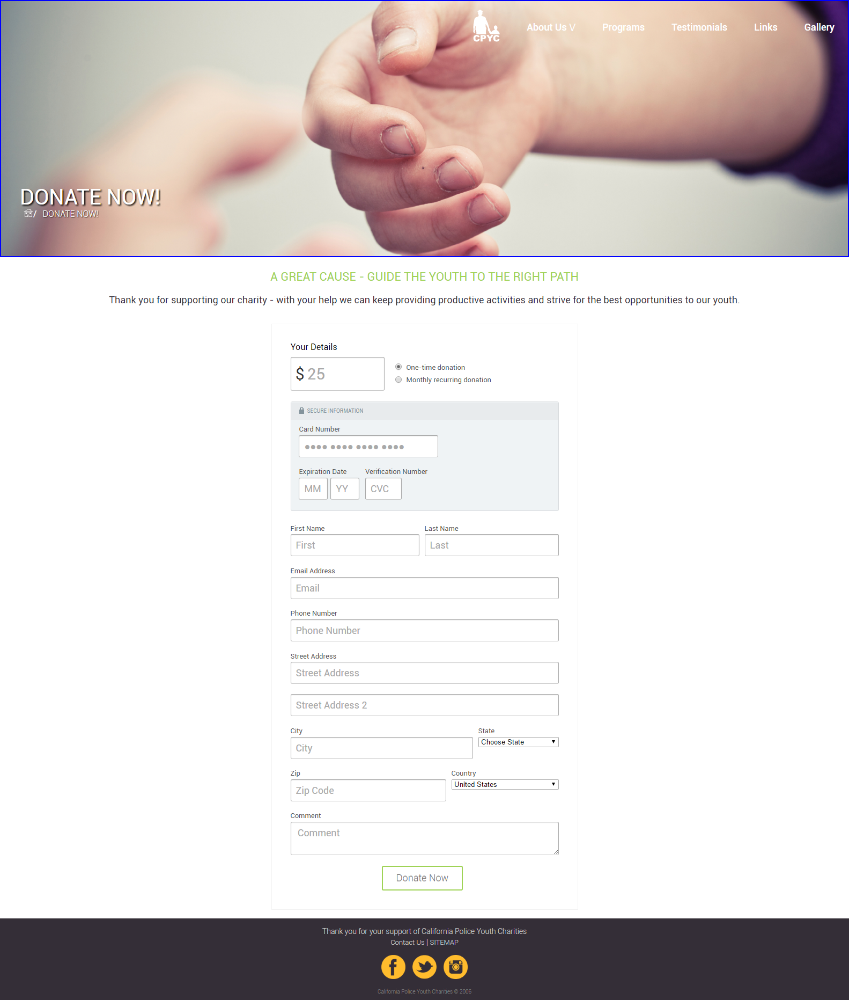 CPYC
About Us V Programs Testimonials Links Gallery
DONATE NOW!
/ DONATE NOW!
A GREAT CAUSE - GUIDE THE YOUTH TO THE RIGHT PATH
Thank you for supporting our charity - with your help we can keep providing productive activities and strive for the best opportunities to our youth.
Your Details
$ 25
One-time donation
Monthly recurring donation
SECURE INFORMATION
Card Number
●●●● ●●●● ●●●● ●●●●
Expiration Date Verification Number
MM YY CVC
First Name Last Name
First Last
Email Address
Email
Phone Number
Phone Number
Street Address
Street Address
Street Address 2
City State
City Choose State
Zip Country
Zip Code United States
Comment
Comment
Donate Now
Thank you for your support of California Police Youth Charities
Contact Us | SITEMAP
California Police Youth Charities © 2006